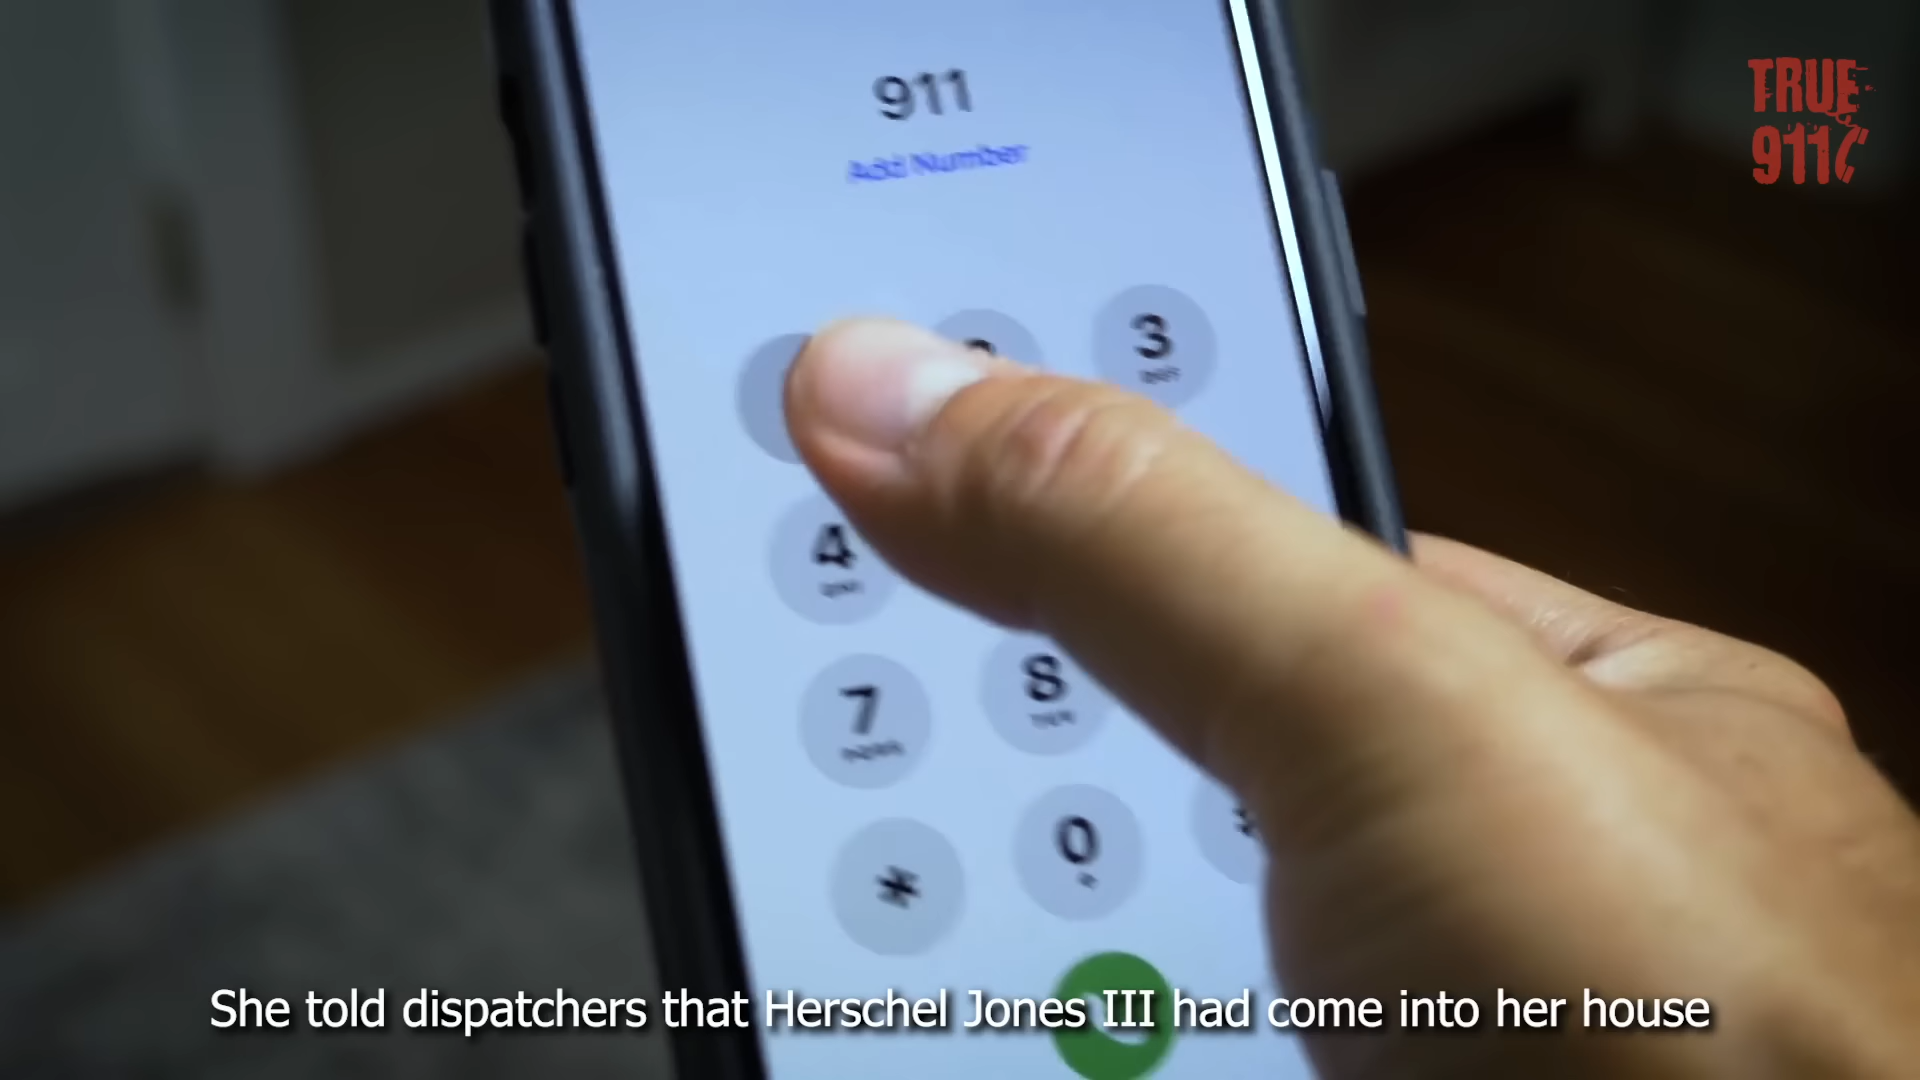 911
Add Number
TRUE
911
3
DEF
4
7
8
*
0
She told dispatchers that Herschel Jones III had come into her house